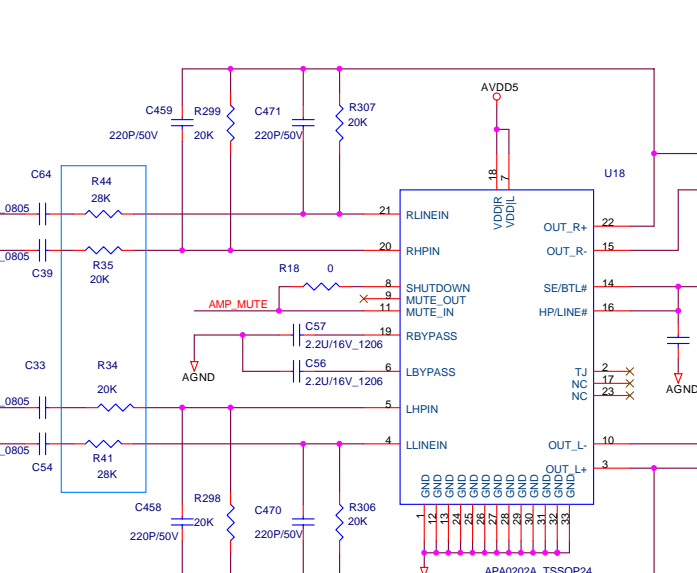 AVDD5
C459
R299
C471
R307
220P/50V
20K
220P/50V
20K
U18
C64
R44
28K
_0805
21
RLINEIN
18
7
VDD|R
VDD|L
OUT_R+
22
_0805
R35
20K
C39
20
RHPIN
OUT_R-
15
R18
0
8
SHUTDOWN
SE/BTL#
14
9
MUTE_OUT
AMP_MUTE
11
MUTE_IN
HP/LINE#
16
C57
2.2U/16V_1206
19
RBYPASS
AGND
C56
2.2U/16V_1206
6
LBYPASS
TJ
2
NC
17
NC
23
AGND
C33
R34
20K
_0805
5
LHPIN
_0805
C54
R41
28K
4
LLINEIN
OUT_L-
10
OUT_L+
3
GND
GND
GND
GND
GND
GND
GND
GND
GND
GND
GND
GND
GND
1
12
13
24
25
26
27
28
29
30
31
32
33
C458
R298
C470
R306
220P/50V
20K
220P/50V
20K
APA0202A_TSSOP24